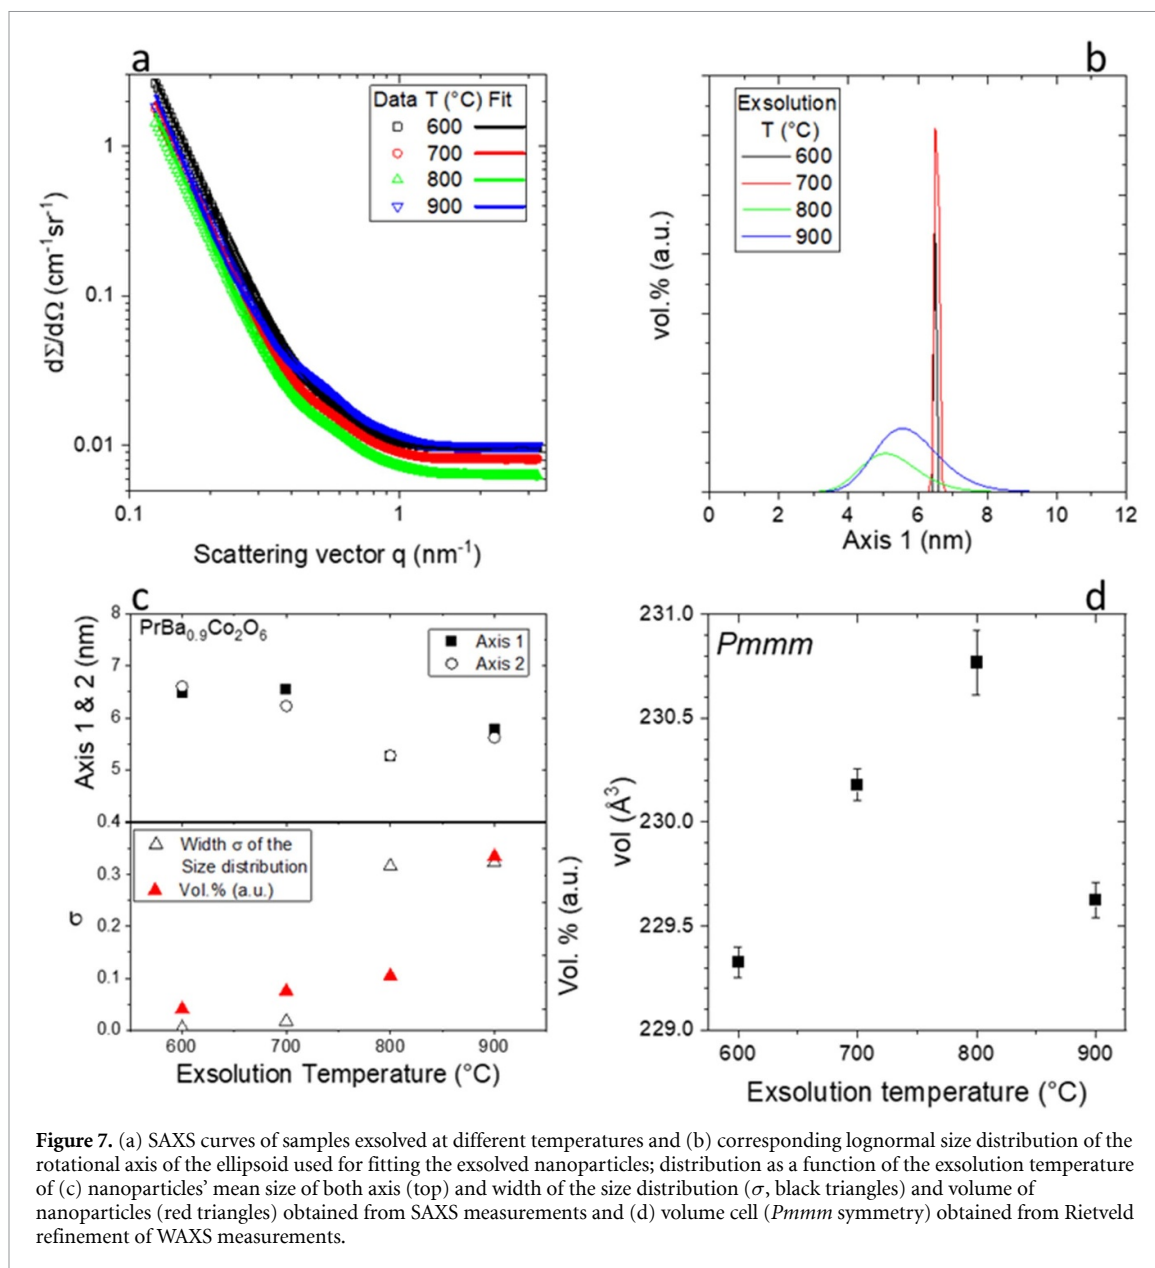 a
Data T (°C) Fit
600
700
800
900
1
0.1
0.01
dΣ/dΩ (cm⁻¹sr⁻¹)
0.1
1
Scattering vector q (nm⁻¹)
b
Exsolution
T (°C)
600
700
800
900
vol.% (a.u.)
0 2 4 6 8 10 12
Axis 1 (nm)
c
PrBa₀.₉Co₂O₆
Axis 1
Axis 2
8
7
6
5
0.4
Axis 1 & 2 (nm)
Width σ of the
Size distribution
Vol.% (a.u.)
0.3
0.2
0.1
0.0
σ
Vol. % (a.u.)
600 700 800 900
Exsolution Temperature (°C)
d
Pmmm
231.0
230.5
230.0
229.5
229.0
vol (Å³)
600 700 800 900
Exsolution temperature (°C)
Figure 7. (a) SAXS curves of samples exsolved at different temperatures and (b) corresponding lognormal size distribution of the
rotational axis of the ellipsoid used for fitting the exsolved nanoparticles; distribution as a function of the exsolution temperature
of (c) nanoparticles' mean size of both axis (top) and width of the size distribution (σ, black triangles) and volume of
nanoparticles (red triangles) obtained from SAXS measurements and (d) volume cell (Pmmm symmetry) obtained from Rietveld
refinement of WAXS measurements.